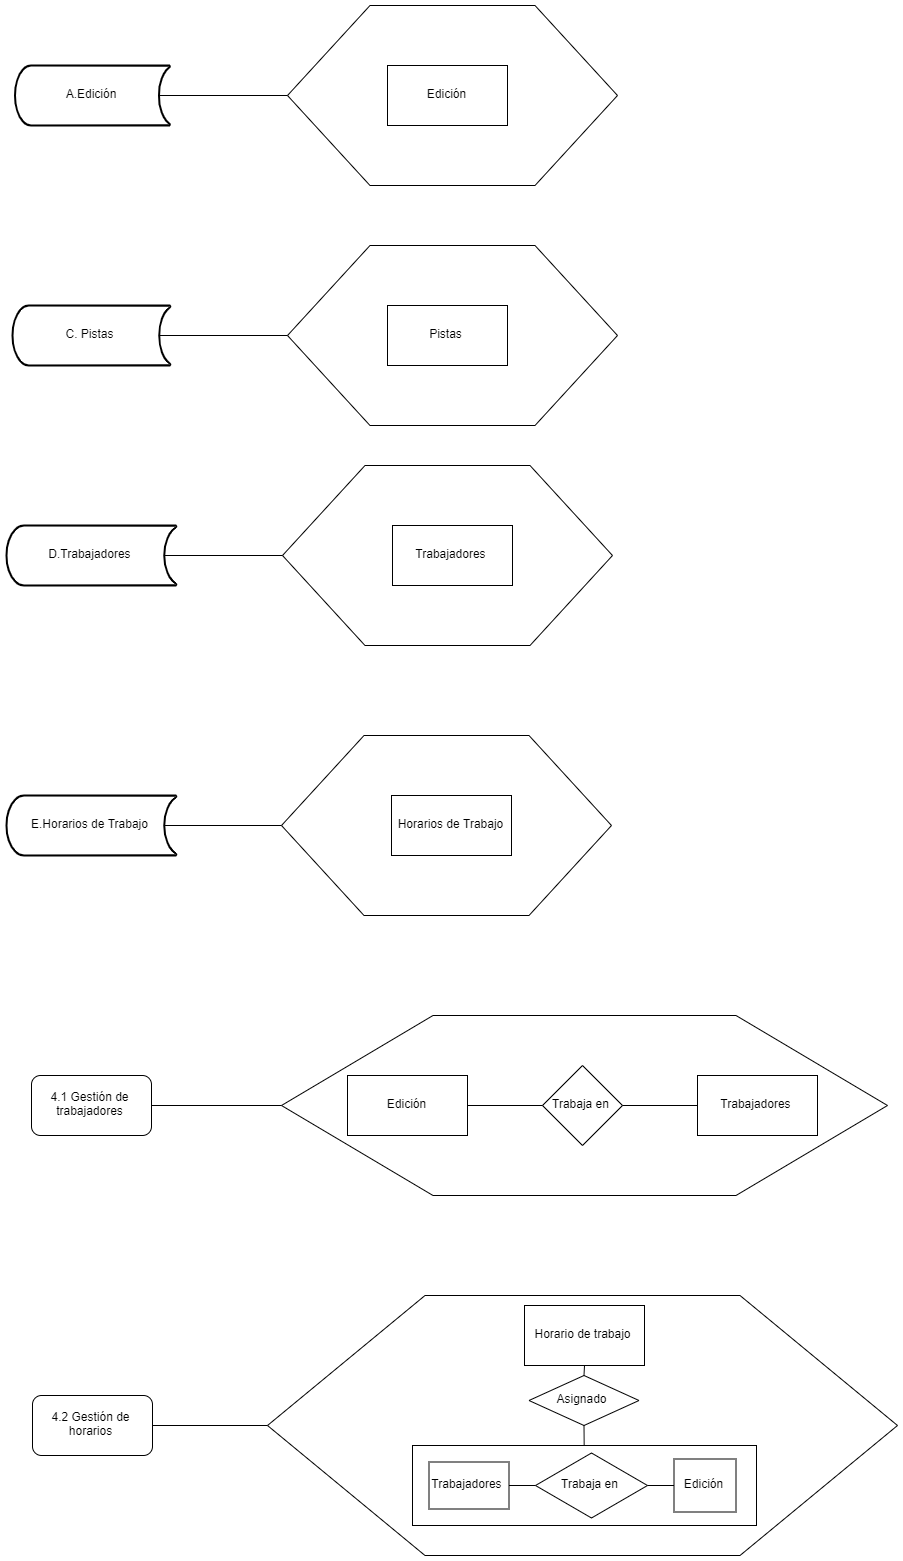 A.Edición
Edición
C. Pistas
Pistas
D.Trabajadores
Trabajadores
E.Horarios de Trabajo
Horarios de Trabajo
4.1 Gestión de
trabajadores
Edición
Trabaja en
Trabajadores
Horario de trabajo
Asignado
4.2 Gestión de
horarios
Trabajadores
Trabaja en
Edición